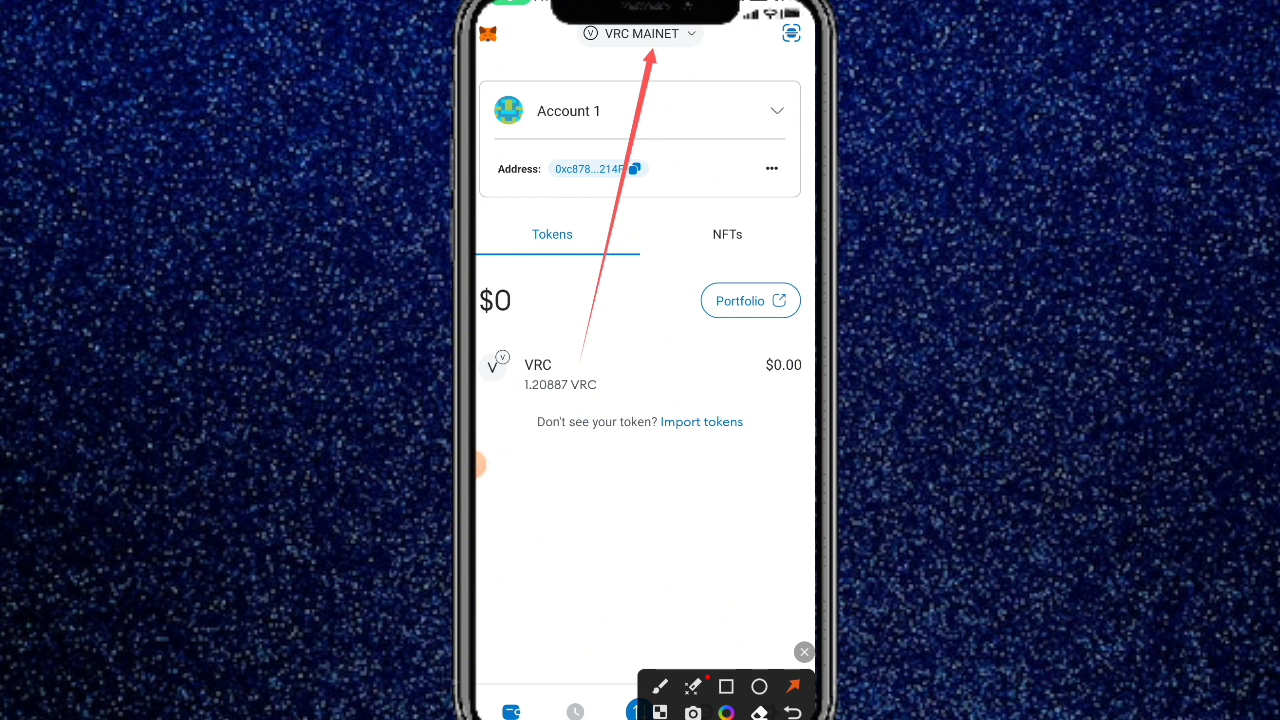 VRC MAINET
Account 1
Address: 0xc878...214F
Tokens
NFTs
$0
Portfolio
V
V
VRC
$0.00
1.20887 VRC
Don't see your token? Import tokens